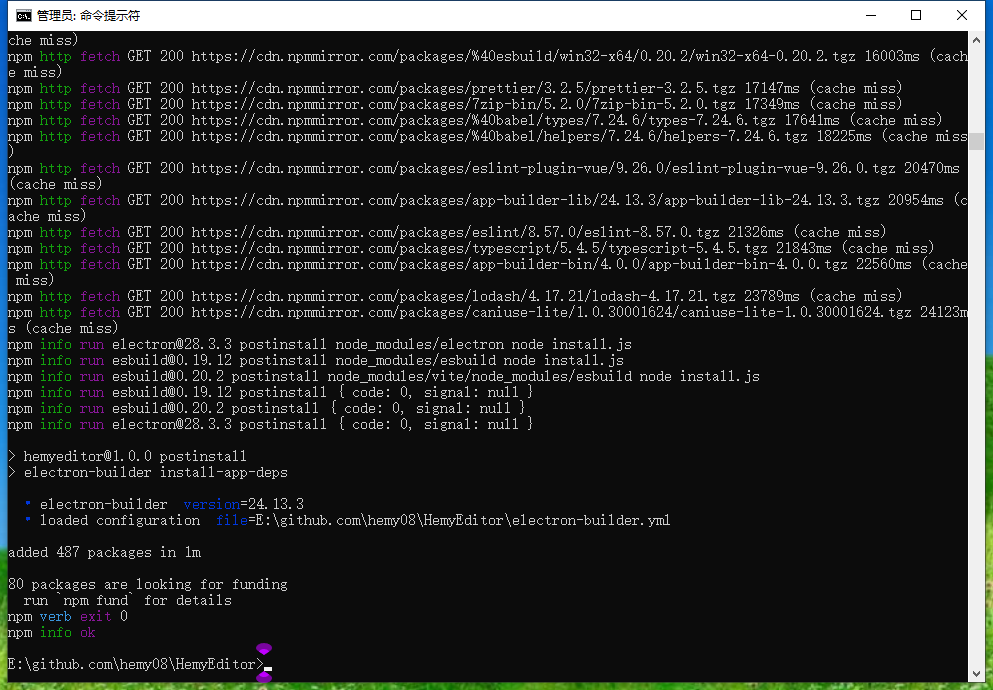 管理员: 命令提示符
che miss)
npm http fetch GET 200 https://cdn.npmmirror.com/packages/%40esbuild/win32-x64/0.20.2/win32-x64-0.20.2.tgz 16003ms (cach
e miss)
npm http fetch GET 200 https://cdn.npmmirror.com/packages/prettier/3.2.5/prettier-3.2.5.tgz 17147ms (cache miss)
npm http fetch GET 200 https://cdn.npmmirror.com/packages/7zip-bin/5.2.0/7zip-bin-5.2.0.tgz 17349ms (cache miss)
npm http fetch GET 200 https://cdn.npmmirror.com/packages/%40babel/types/7.24.6/types-7.24.6.tgz 17641ms (cache miss)
npm http fetch GET 200 https://cdn.npmmirror.com/packages/%40babel/helpers/7.24.6/helpers-7.24.6.tgz 18225ms (cache miss
)
npm http fetch GET 200 https://cdn.npmmirror.com/packages/eslint-plugin-vue/9.26.0/eslint-plugin-vue-9.26.0.tgz 20470ms
(cache miss)
npm http fetch GET 200 https://cdn.npmmirror.com/packages/app-builder-lib/24.13.3/app-builder-lib-24.13.3.tgz 20954ms (c
ache miss)
npm http fetch GET 200 https://cdn.npmmirror.com/packages/eslint/8.57.0/eslint-8.57.0.tgz 21326ms (cache miss)
npm http fetch GET 200 https://cdn.npmmirror.com/packages/typescript/5.4.5/typescript-5.4.5.tgz 21843ms (cache miss)
npm http fetch GET 200 https://cdn.npmmirror.com/packages/app-builder-bin/4.0.0/app-builder-bin-4.0.0.tgz 22560ms (cache
 miss)
npm http fetch GET 200 https://cdn.npmmirror.com/packages/lodash/4.17.21/lodash-4.17.21.tgz 23789ms (cache miss)
npm http fetch GET 200 https://cdn.npmmirror.com/packages/caniuse-lite/1.0.30001624/caniuse-lite-1.0.30001624.tgz 24123m
s (cache miss)
npm info run electron@28.3.3 postinstall node_modules/electron node install.js
npm info run esbuild@0.19.12 postinstall node_modules/esbuild node install.js
npm info run esbuild@0.20.2 postinstall node_modules/vite/node_modules/esbuild node install.js
npm info run esbuild@0.19.12 postinstall { code: 0, signal: null }
npm info run esbuild@0.20.2 postinstall { code: 0, signal: null }
npm info run electron@28.3.3 postinstall { code: 0, signal: null }
> hemyeditor@1.0.0 postinstall
> electron-builder install-app-deps
• electron-builder  version=24.13.3
• loaded configuration  file=E:\github.com\hemy08\HemyEditor\electron-builder.yml
added 487 packages in 1m
80 packages are looking for funding
  run `npm fund` for details
npm verb exit 0
npm info ok
E:\github.com\hemy08\HemyEditor>